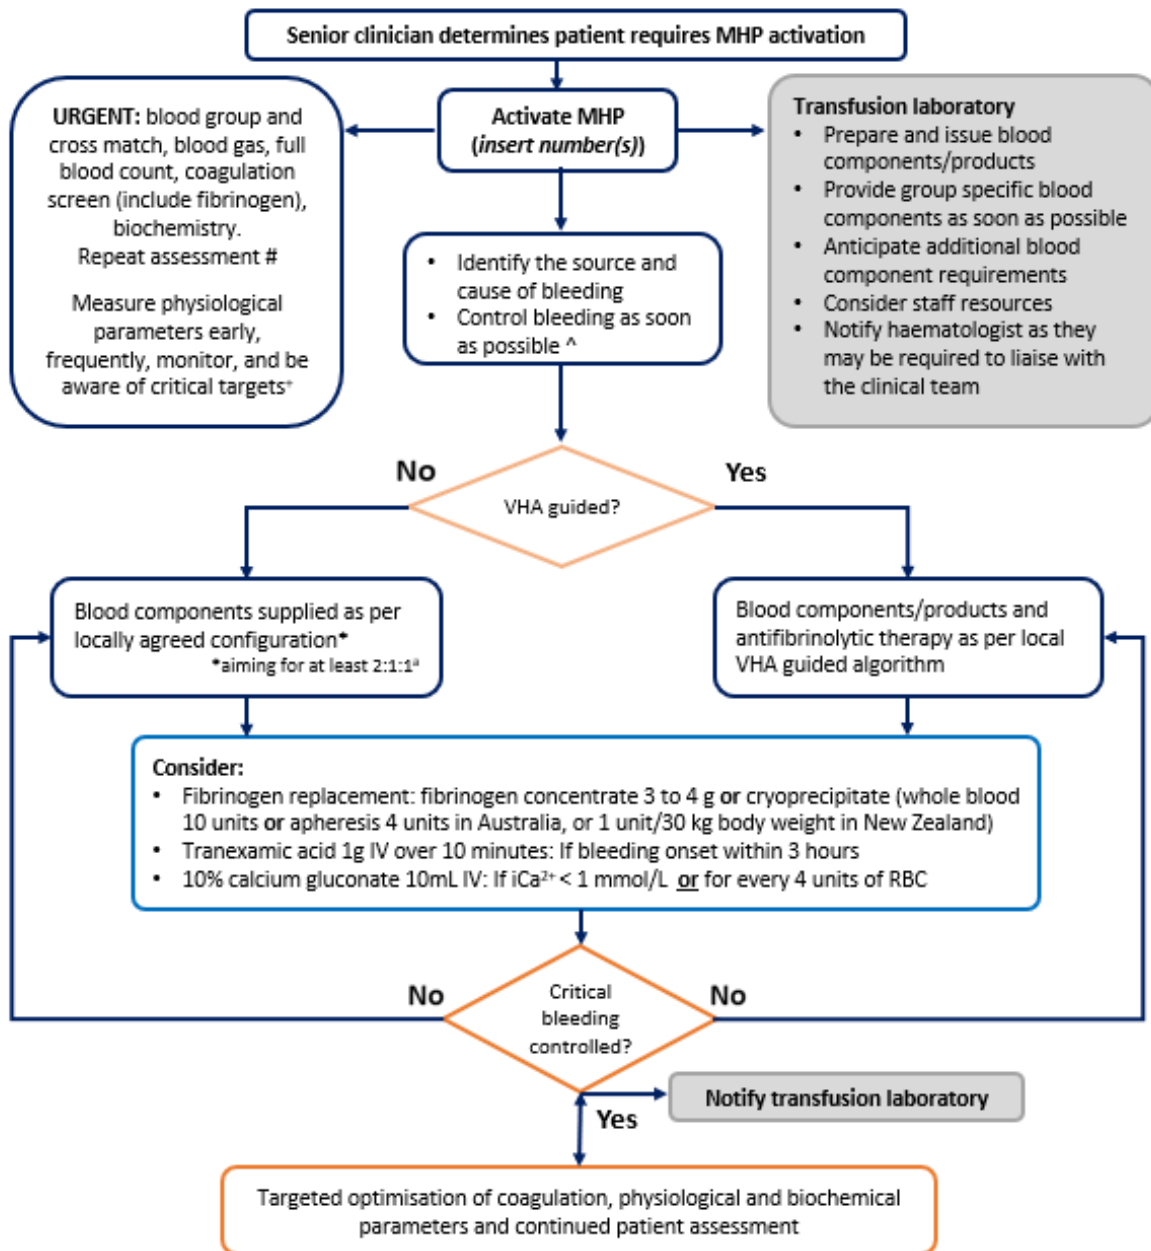 Senior clinician determines patient requires MHP activation
URGENT: blood group and
cross match, blood gas, full
blood count, coagulation
screen (include fibrinogen),
biochemistry.
Repeat assessment #
Measure physiological
parameters early,
frequently, monitor, and be
aware of critical targets⁺
Activate MHP
(insert number(s))
Transfusion laboratory
• Prepare and issue blood
components/products
• Provide group specific blood
components as soon as possible
• Anticipate additional blood
component requirements
• Consider staff resources
• Notify haematologist as they
may be required to liaise with
the clinical team
• Identify the source and
cause of bleeding
• Control bleeding as soon
as possible ^
No
Yes
VHA guided?
Blood components supplied as per
locally agreed configuration*
*aiming for at least 2:1:1ᵃ
Blood components/products and
antifibrinolytic therapy as per local
VHA guided algorithm
Consider:
• Fibrinogen replacement: fibrinogen concentrate 3 to 4 g or cryoprecipitate (whole blood
10 units or apheresis 4 units in Australia, or 1 unit/30 kg body weight in New Zealand)
• Tranexamic acid 1g IV over 10 minutes: If bleeding onset within 3 hours
• 10% calcium gluconate 10mL IV: If iCa²⁺ < 1 mmol/L or for every 4 units of RBC
No
No
Critical
bleeding
controlled?
Yes
Notify transfusion laboratory
Targeted optimisation of coagulation, physiological and biochemical
parameters and continued patient assessment